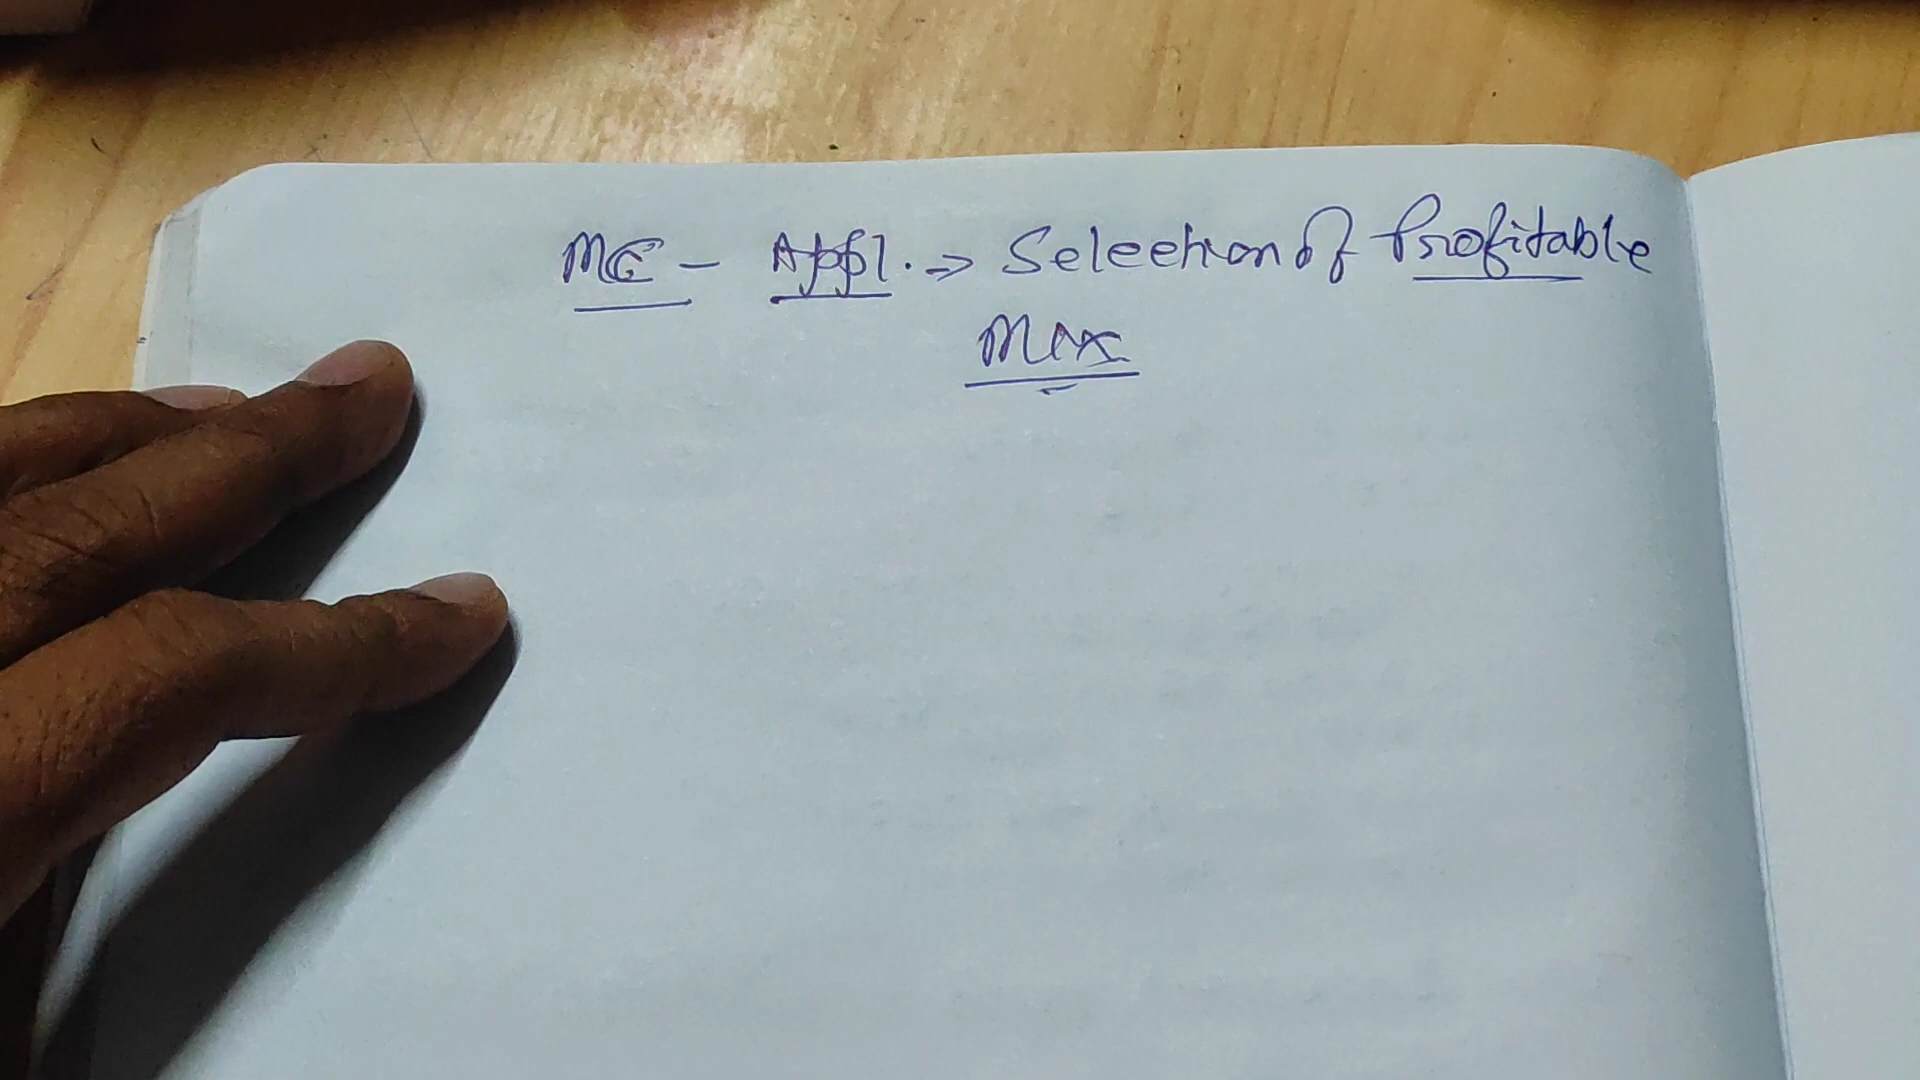 MC - Appl. => Selection of Profitable
Mix